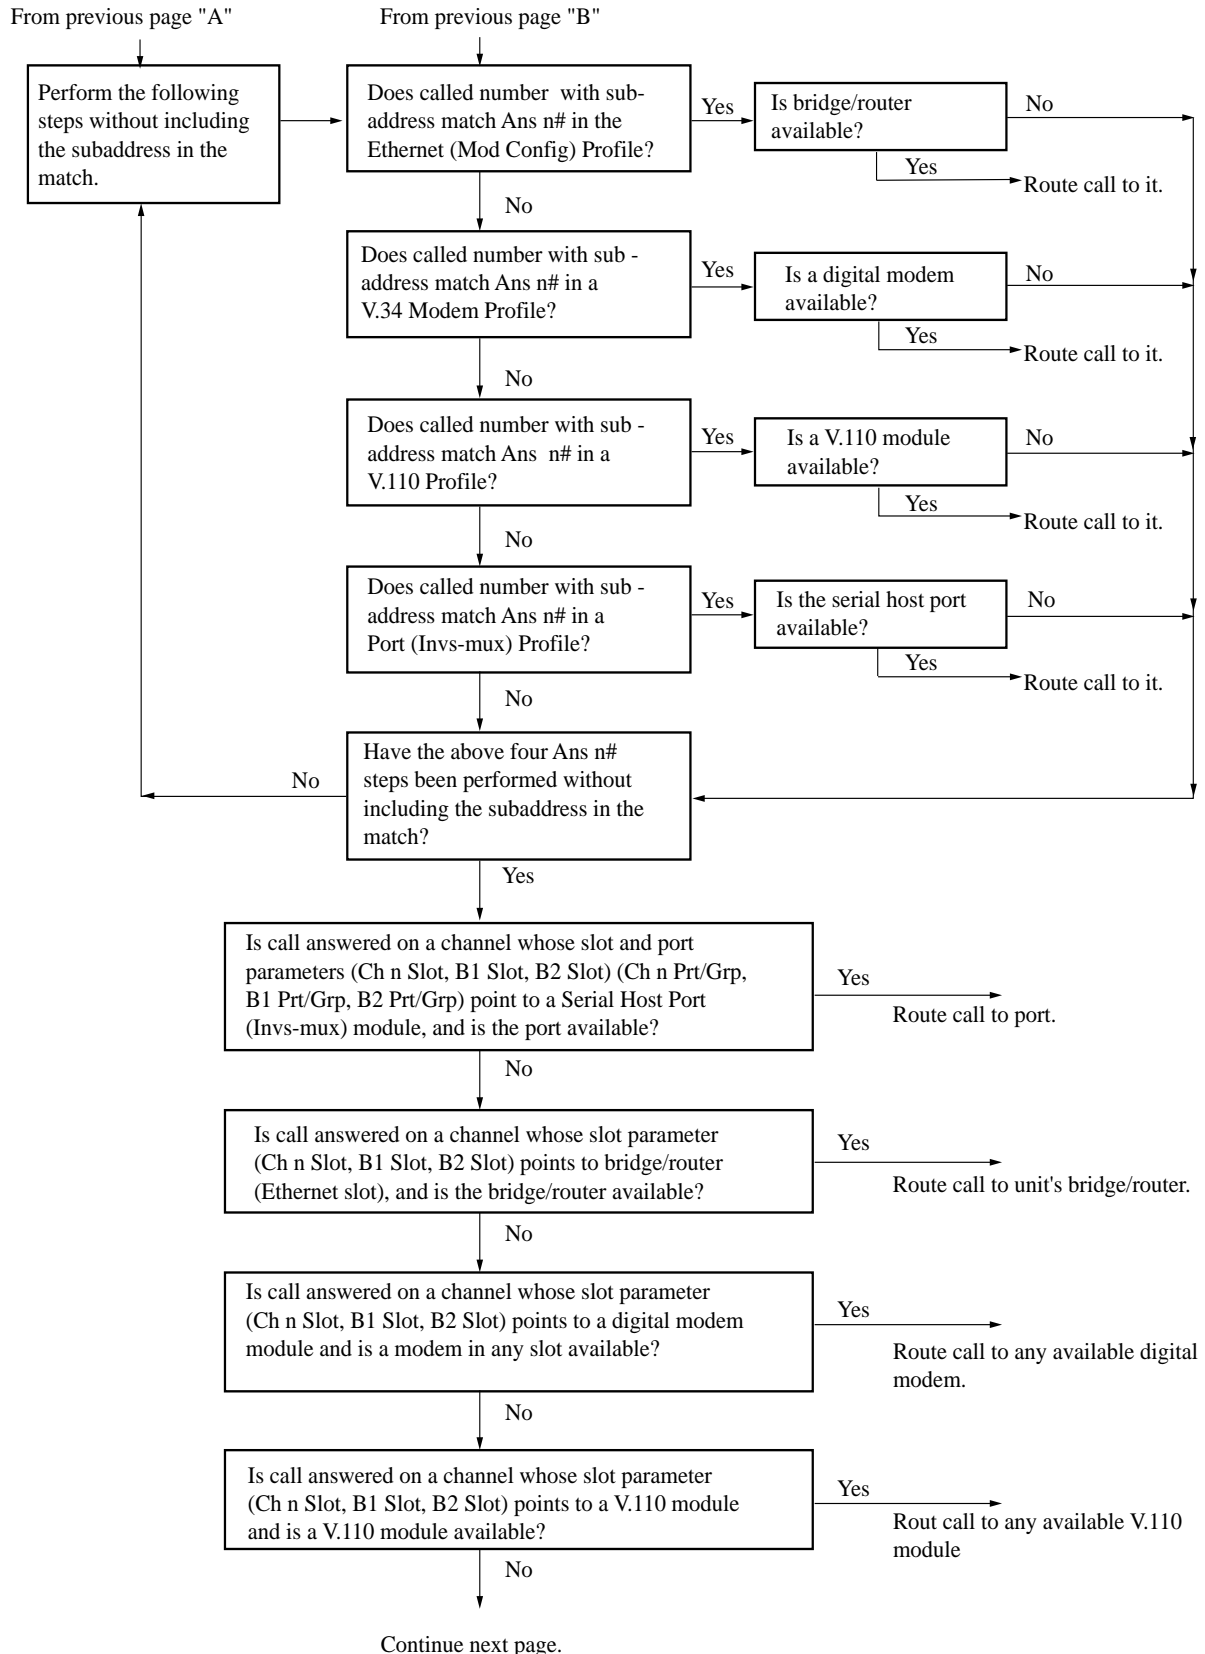 From previous page "A"
From previous page "B"
Perform the following
steps without including
the subaddress in the
match.
Does called number with sub-
address match Ans n# in the
Ethernet (Mod Config) Profile?
Yes
Is bridge/router
available?
No
Yes
Route call to it.
No
Does called number with sub -
address match Ans n# in a
V.34 Modem Profile?
Yes
Is a digital modem
available?
No
Yes
Route call to it.
No
Does called number with sub -
address match Ans n# in a
V.110 Profile?
Yes
Is a V.110 module
available?
No
Yes
Route call to it.
No
Does called number with sub -
address match Ans n# in a
Port (Invs-mux) Profile?
Yes
Is the serial host port
available?
No
Yes
Route call to it.
No
Have the above four Ans n#
steps been performed without
including the subaddress in the
match?
No
Yes
Is call answered on a channel whose slot and port
parameters (Ch n Slot, B1 Slot, B2 Slot) (Ch n Prt/Grp,
B1 Prt/Grp, B2 Prt/Grp) point to a Serial Host Port
(Invs-mux) module, and is the port available?
Yes
Route call to port.
No
Is call answered on a channel whose slot parameter
(Ch n Slot, B1 Slot, B2 Slot) points to bridge/router
(Ethernet slot), and is the bridge/router available?
Yes
Route call to unit's bridge/router.
No
Is call answered on a channel whose slot parameter
(Ch n Slot, B1 Slot, B2 Slot) points to a digital modem
module and is a modem in any slot available?
Yes
Route call to any available digital
modem.
No
Is call answered on a channel whose slot parameter
(Ch n Slot, B1 Slot, B2 Slot) points to a V.110 module
and is a V.110 module available?
Yes
Rout call to any available V.110
module
No
Continue next page.